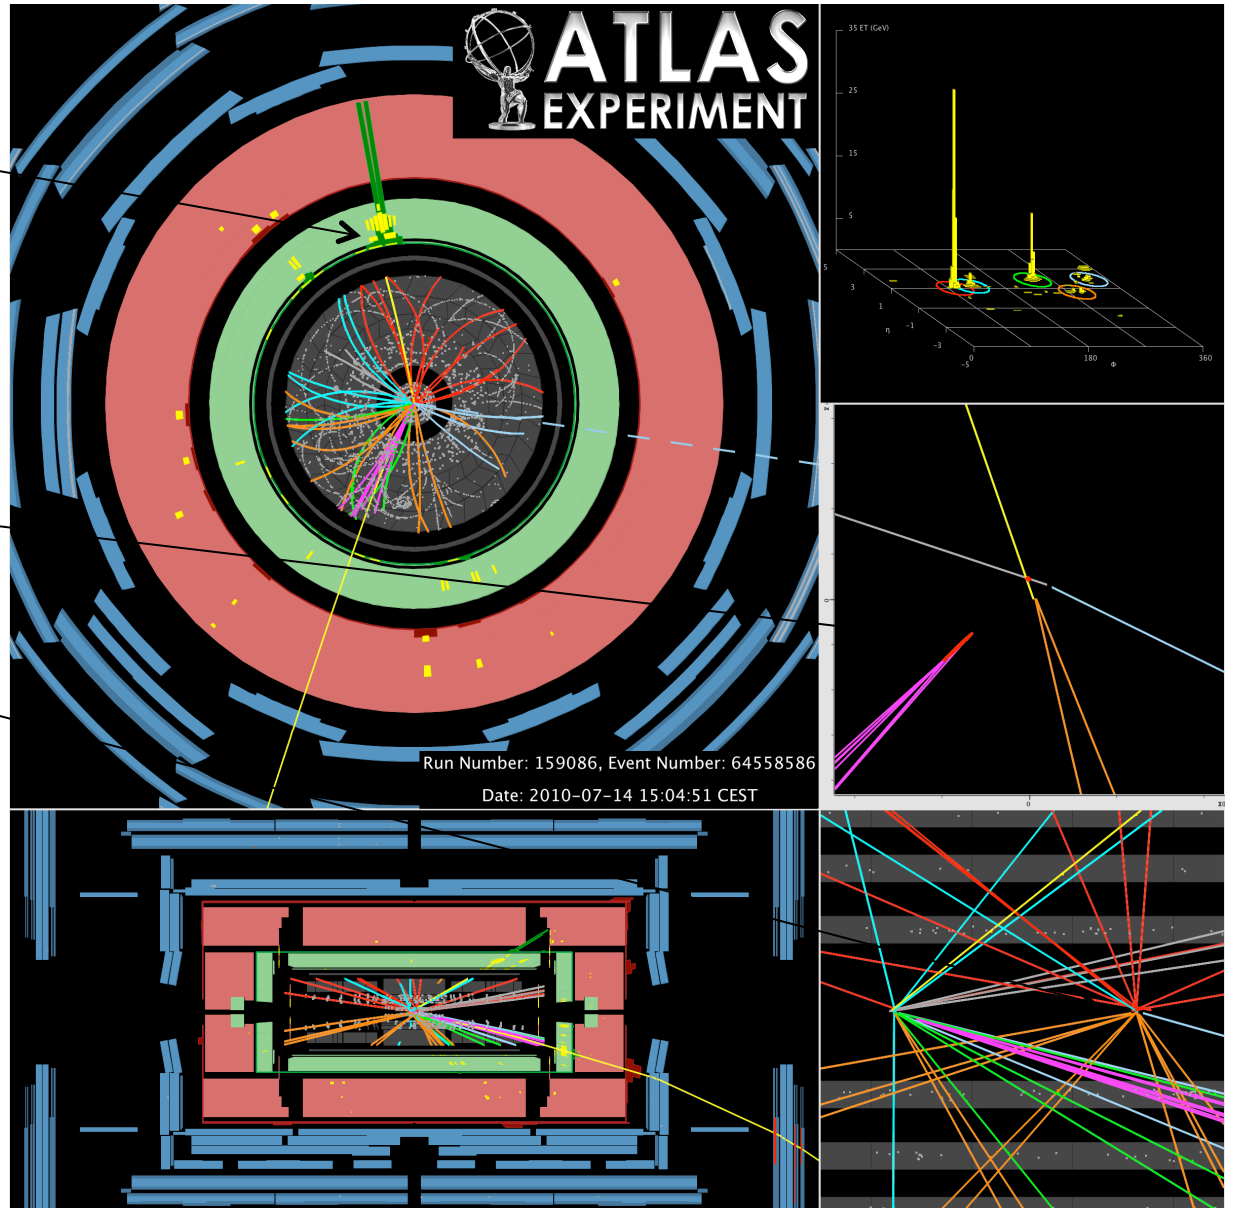 ATLAS
EXPERIMENT
Run Number: 159086, Event Number: 64558586
Date: 2010-07-14 15:04:51 CEST
35 ET (GeV)
25
15
5
5
3
1
η
-1
-3
-5
0
180
Φ
360
0
0